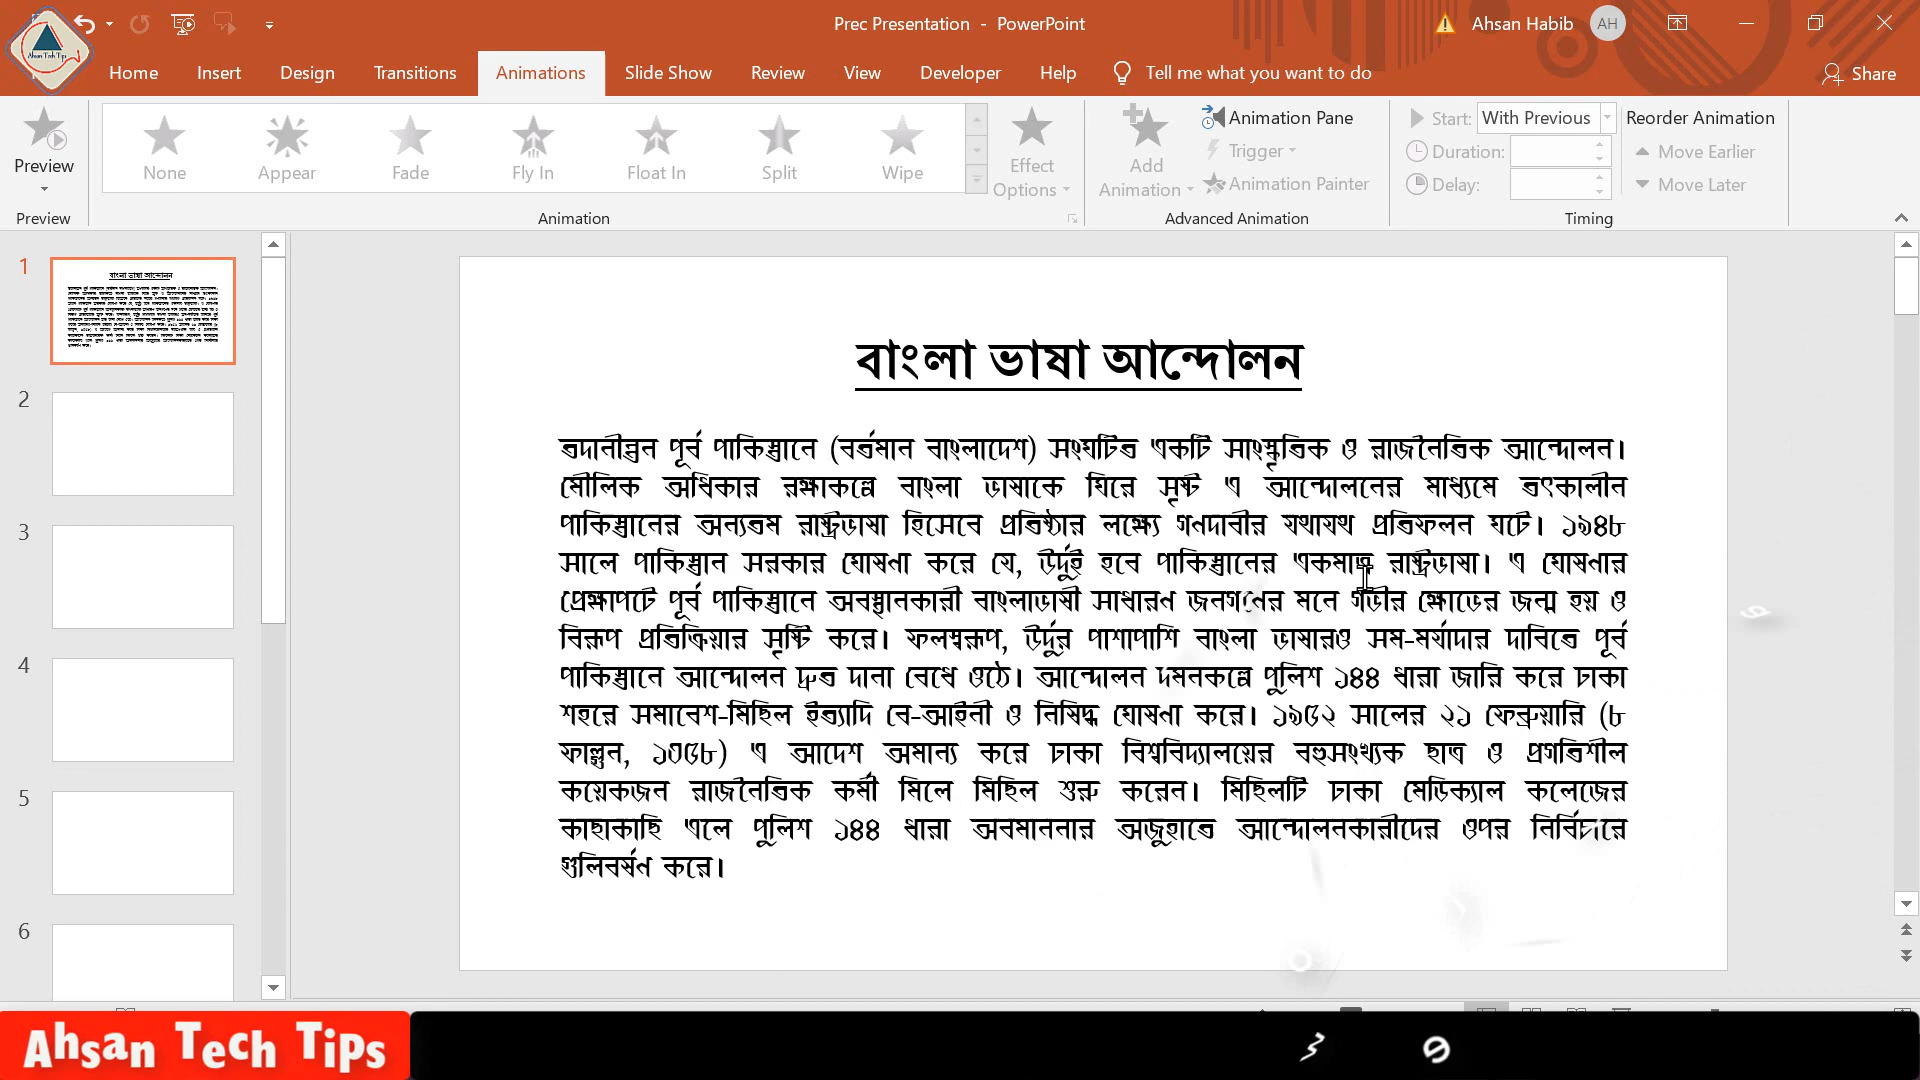 Prec Presentation - PowerPoint
Ahsan Habib
AH
Ahsan Tech Tips
Home
Insert
Design
Transitions
Animations
Slide Show
Review
View
Developer
Help
Tell me what you want to do
Share
Preview
None
Appear
Fade
Fly In
Float In
Split
Wipe
Effect
Options
Add
Animation
Animation Pane
Trigger
Animation Painter
Start: With Previous
Duration:
Delay:
Reorder Animation
Move Earlier
Move Later
Preview
Animation
Advanced Animation
Timing
1
বাংলা ভাষা আন্দোলন
2
3
4
5
6
বাংলা ভাষা আন্দোলন
তদানীন্তন পূর্ব পাকিস্তানে (বর্তমান বাংলাদেশ) সংঘটিত একটি সাংস্কৃতিক ও রাজনৈতিক আন্দোলন।
মৌলিক অধিকার রক্ষাকল্পে বাংলা ভাষাকে ঘিরে সৃষ্ট এ আন্দোলনের মাধ্যমে তৎকালীন
পাকিস্তানের অন্যতম রাষ্ট্রভাষা হিসেবে প্রতিষ্ঠার লক্ষ্যে গণদাবীর যথাযথ প্রতিফলন ঘটে। ১৯৪৮
সালে পাকিস্তান সরকার ঘোষণা করে যে, উর্দুই হবে পাকিস্তানের একমাত্র রাষ্ট্রভাষা। এ ঘোষণার
প্রেক্ষাপটে পূর্ব পাকিস্তানে অবস্থানকারী বাংলাভাষী সাধারণ জনগণের মনে গভীর ক্ষোভের জন্ম হয় ও
বিরূপ প্রতিক্রিয়ার সৃষ্টি করে। ফলস্বরূপ, উর্দুর পাশাপাশি বাংলা ভাষারও সম-মর্যাদার দাবিতে পূর্ব
পাকিস্তানে আন্দোলন দ্রুত দানা বেধে ওঠে। আন্দোলন দমনকল্পে পুলিশ ১৪৪ ধারা জারি করে ঢাকা
শহরে সমাবেশ-মিছিল ইত্যাদি বে-আইনী ও নিষিদ্ধ ঘোষণা করে। ১৯৫২ সালের ২১ ফেব্রুয়ারি (৮
ফাল্গুন, ১৩৫৮) এ আদেশ অমান্য করে ঢাকা বিশ্ববিদ্যালয়ের বহুসংখ্যক ছাত্র ও প্রগতিশীল
কয়েকজন রাজনৈতিক কর্মী মিলে মিছিল শুরু করেন। মিছিলটি ঢাকা মেডিক্যাল কলেজের
কাছাকাছি এলে পুলিশ ১৪৪ ধারা অবমাননার অজুহাতে আন্দোলনকারীদের ওপর নির্বিচারে
গুলিবর্ষণ করে।
Ahsan Tech Tips